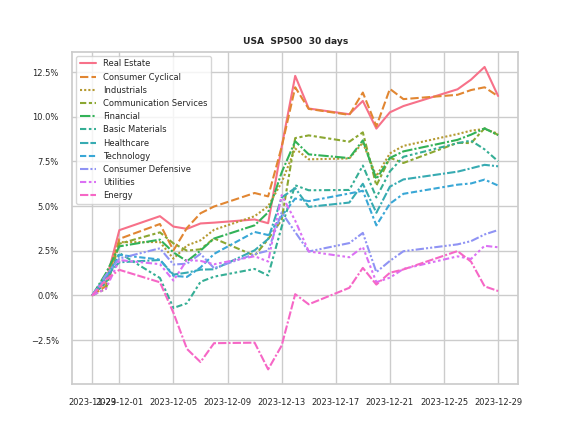 USA SP500 30 days
Real Estate
Consumer Cyclical
Industrials
Communication Services
Financial
Basic Materials
Healthcare
Technology
Consumer Defensive
Utilities
Energy
12.5%
10.0%
7.5%
5.0%
2.5%
0.0%
−2.5%
2023-11-29
2023-12-01
2023-12-05
2023-12-09
2023-12-13
2023-12-17
2023-12-21
2023-12-25
2023-12-29